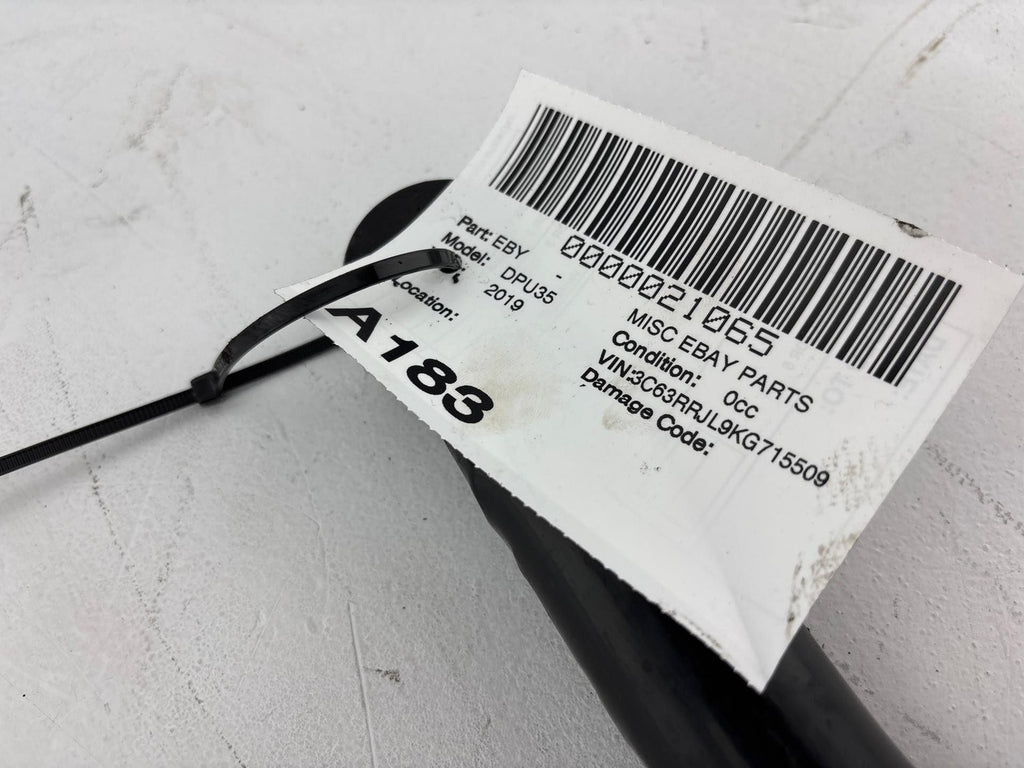 0000021065
Part: EBY - MISC EBAY PARTS
Model: DPU35 Condition: 0cc
2019 VIN:3C63RRJL9KG715509
Location: Damage Code:
A183